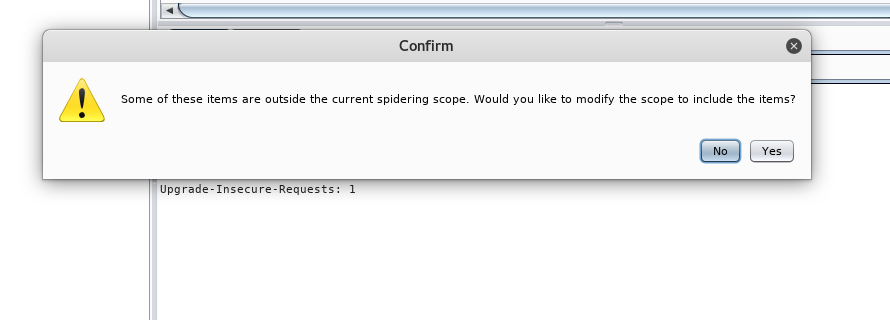 Confirm
Some of these items are outside the current spidering scope. Would you like to modify the scope to include the items?
No
Yes
Upgrade-Insecure-Requests: 1